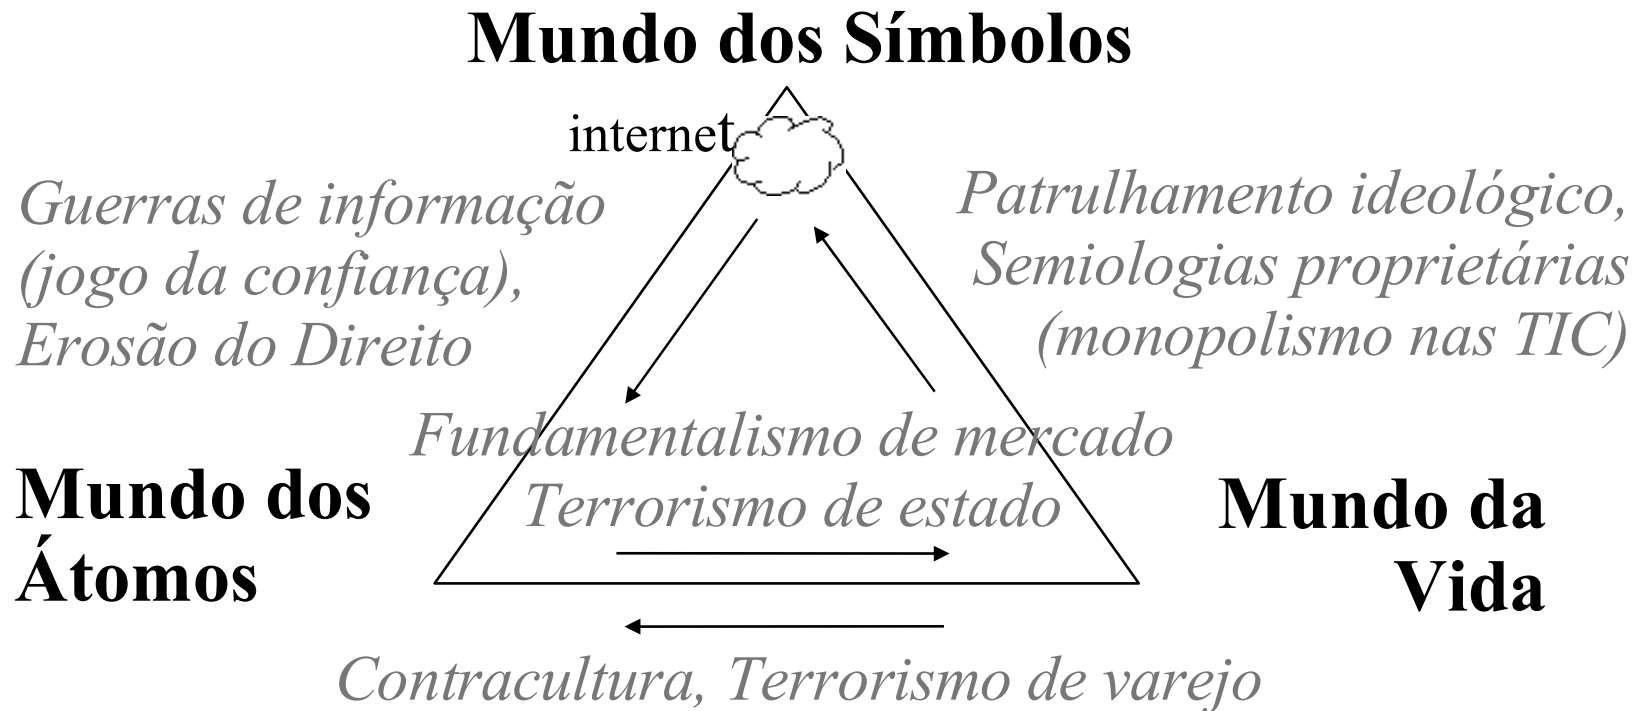 Mundo dos Símbolos
internet
Guerras de informação
(jogo da confiança),
Erosão do Direito
Patrulhamento ideológico,
Semiologias proprietárias
(monopolismo nas TIC)
Fundamentalismo de mercado
Terrorismo de estado
Mundo dos
Átomos
Mundo da
Vida
Contracultura, Terrorismo de varejo